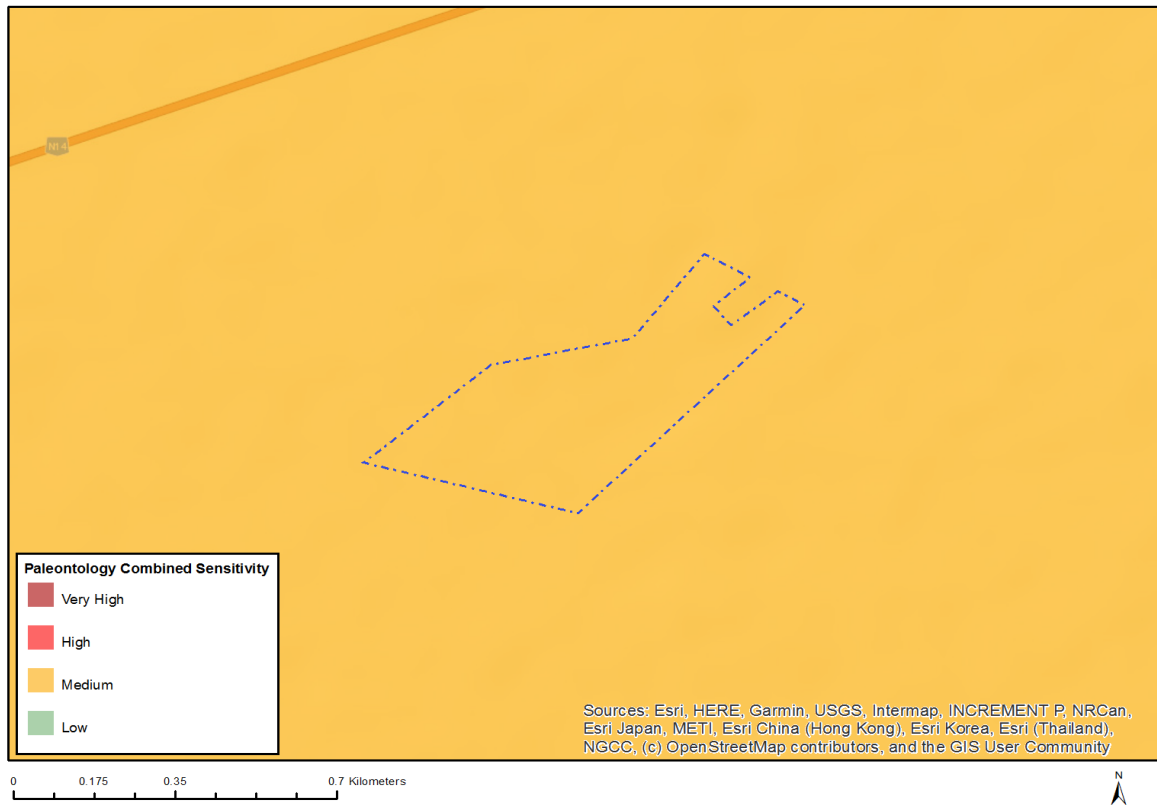 N14
Paleontology Combined Sensitivity
Very High
High
Medium
Low
Sources: Esri, HERE, Garmin, USGS, Intermap, INCREMENT P, NRCan,
Esri Japan, METI, Esri China (Hong Kong), Esri Korea, Esri (Thailand),
NGCC, (c) OpenStreetMap contributors, and the GIS User Community
0 0.175 0.35 0.7 Kilometers
N